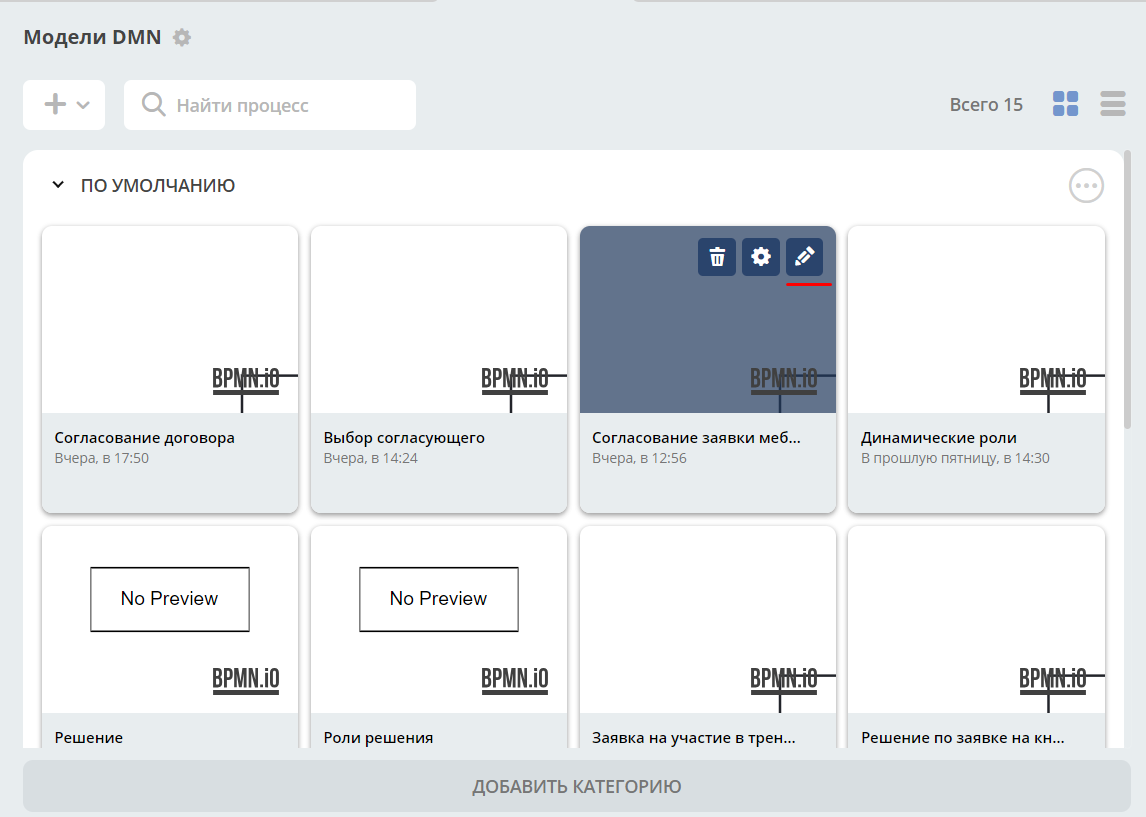 Модели DMN
Найти процесс
Всего 15
ПО УМОЛЧАНИЮ
BPMN.iO
BPMN.iO
BPMN.iO
BPMN.iO
Согласование договора
Вчера, в 17:50
Выбор согласующего
Вчера, в 14:24
Согласование заявки меб...
Вчера, в 12:56
Динамические роли
В прошлую пятницу, в 14:30
No Preview
No Preview
BPMN.iO
BPMN.iO
BPMN.iO
BPMN.iO
Решение
Роли решения
Заявка на участие в трен...
Решение по заявке на кн...
ДОБАВИТЬ КАТЕГОРИЮ